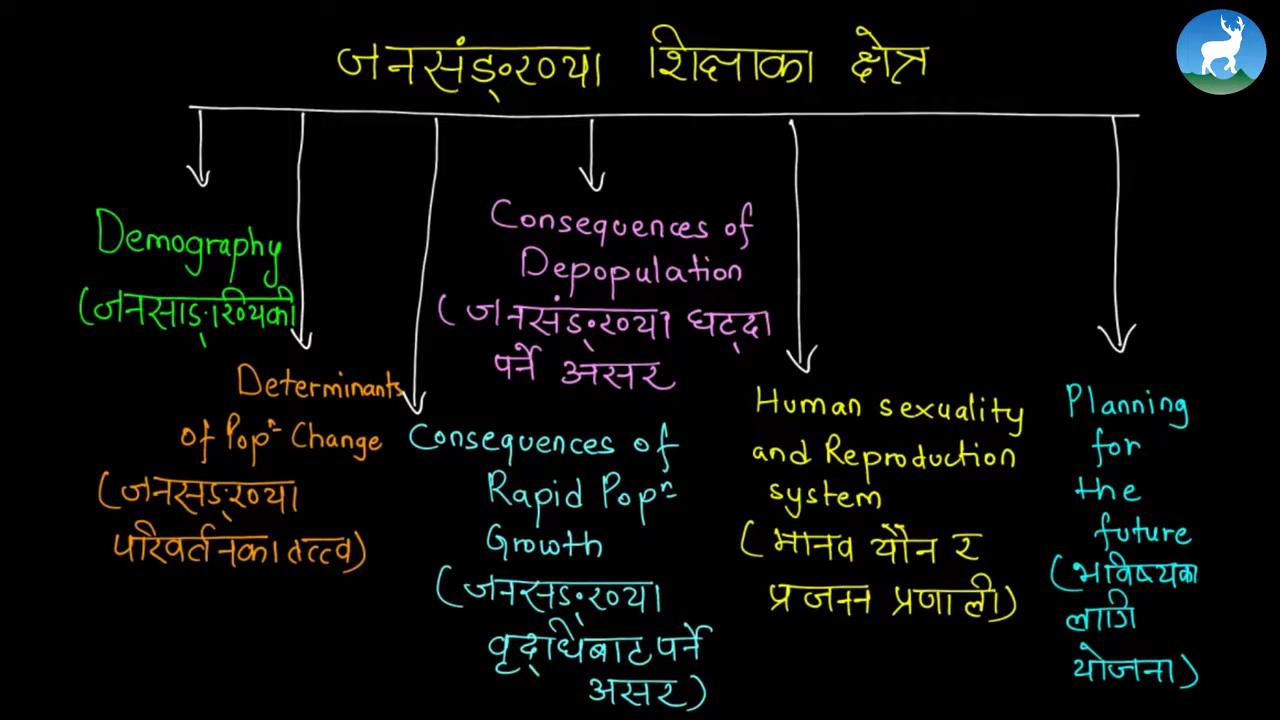 जनसंङ्ख्या शिक्षाका क्षेत्र
Demography
(जनसाङ्ख्यिकी
Determinants
of Popⁿ Change
(जनसङ्ख्या
परिवर्तनका तत्त्व)
Consequences of
Rapid Popⁿ
Growth
(जनसङ्ख्या
वृद्धिबाट पर्ने
असर)
Consequences of
Depopulation
(जनसंङ्ख्या घट्दा
पर्ने असर
Human sexuality
and Reproduction
system
(मानव यौन र
प्रजनन प्रणाली)
Planning
for
the
future
(भविष्यका
लागि
योजना)